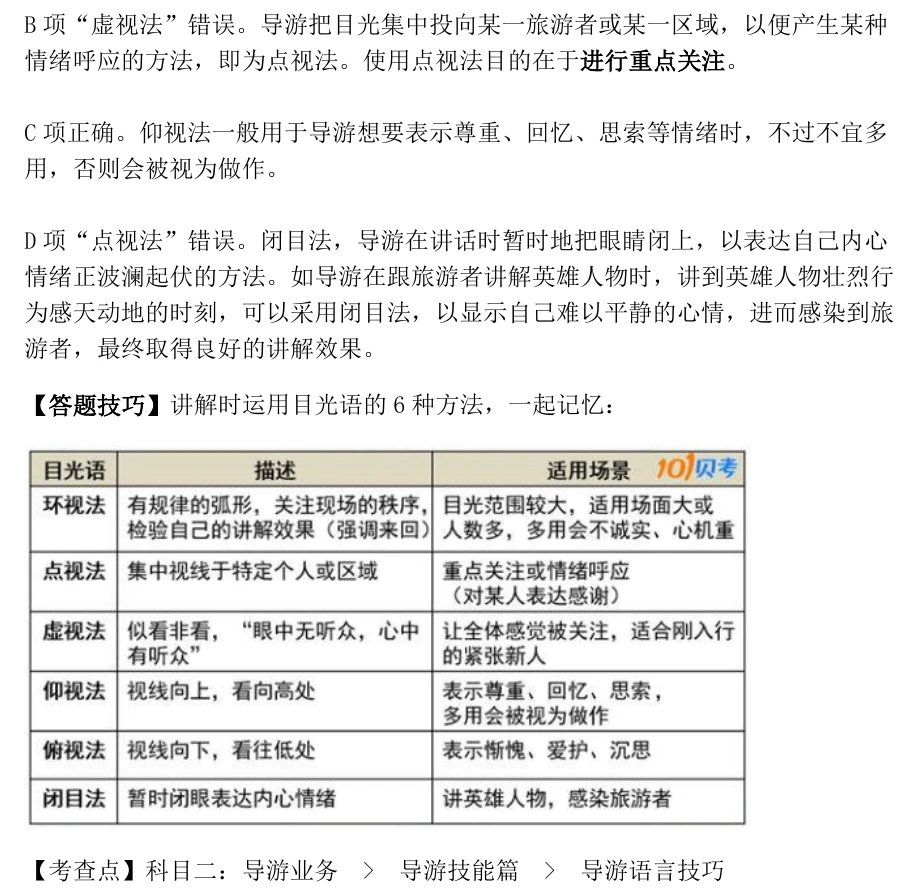 B 项“虚视法”错误。导游把目光集中投向某一旅游者或某一区域，以便产生某种
情绪呼应的方法，即为点视法。使用点视法目的在于进行重点关注。
C 项正确。仰视法一般用于导游想要表示尊重、回忆、思索等情绪时，不过不宜多
用，否则会被视为做作。
D 项“点视法”错误。闭目法，导游在讲话时暂时地把眼睛闭上，以表达自己内心
情绪正波澜起伏的方法。如导游在跟旅游者讲解英雄人物时，讲到英雄人物壮烈行
为感天动地的时刻，可以采用闭目法，以显示自己难以平静的心情，进而感染到旅
游者，最终取得良好的讲解效果。
【答题技巧】讲解时运用目光语的 6 种方法，一起记忆：
目光语 描述 适用场景 101贝考
环视法 有规律的弧形，关注现场的秩序， 目光范围较大，适用场面大或
检验自己的讲解效果（强调来回） 人数多，多用会不诚实、心机重
点视法 集中视线于特定个人或区域 重点关注或情绪呼应
（对某人表达感谢）
虚视法 似看非看，“眼中无听众，心中 让全体感觉被关注，适合刚入行
有听众” 的紧张新人
仰视法 视线向上，看向高处 表示尊重、回忆、思索，
多用会被视为做作
俯视法 视线向下，看往低处 表示惭愧、爱护、沉思
闭目法 暂时闭眼表达内心情绪 讲英雄人物，感染旅游者
【考查点】科目二：导游业务 > 导游技能篇 > 导游语言技巧